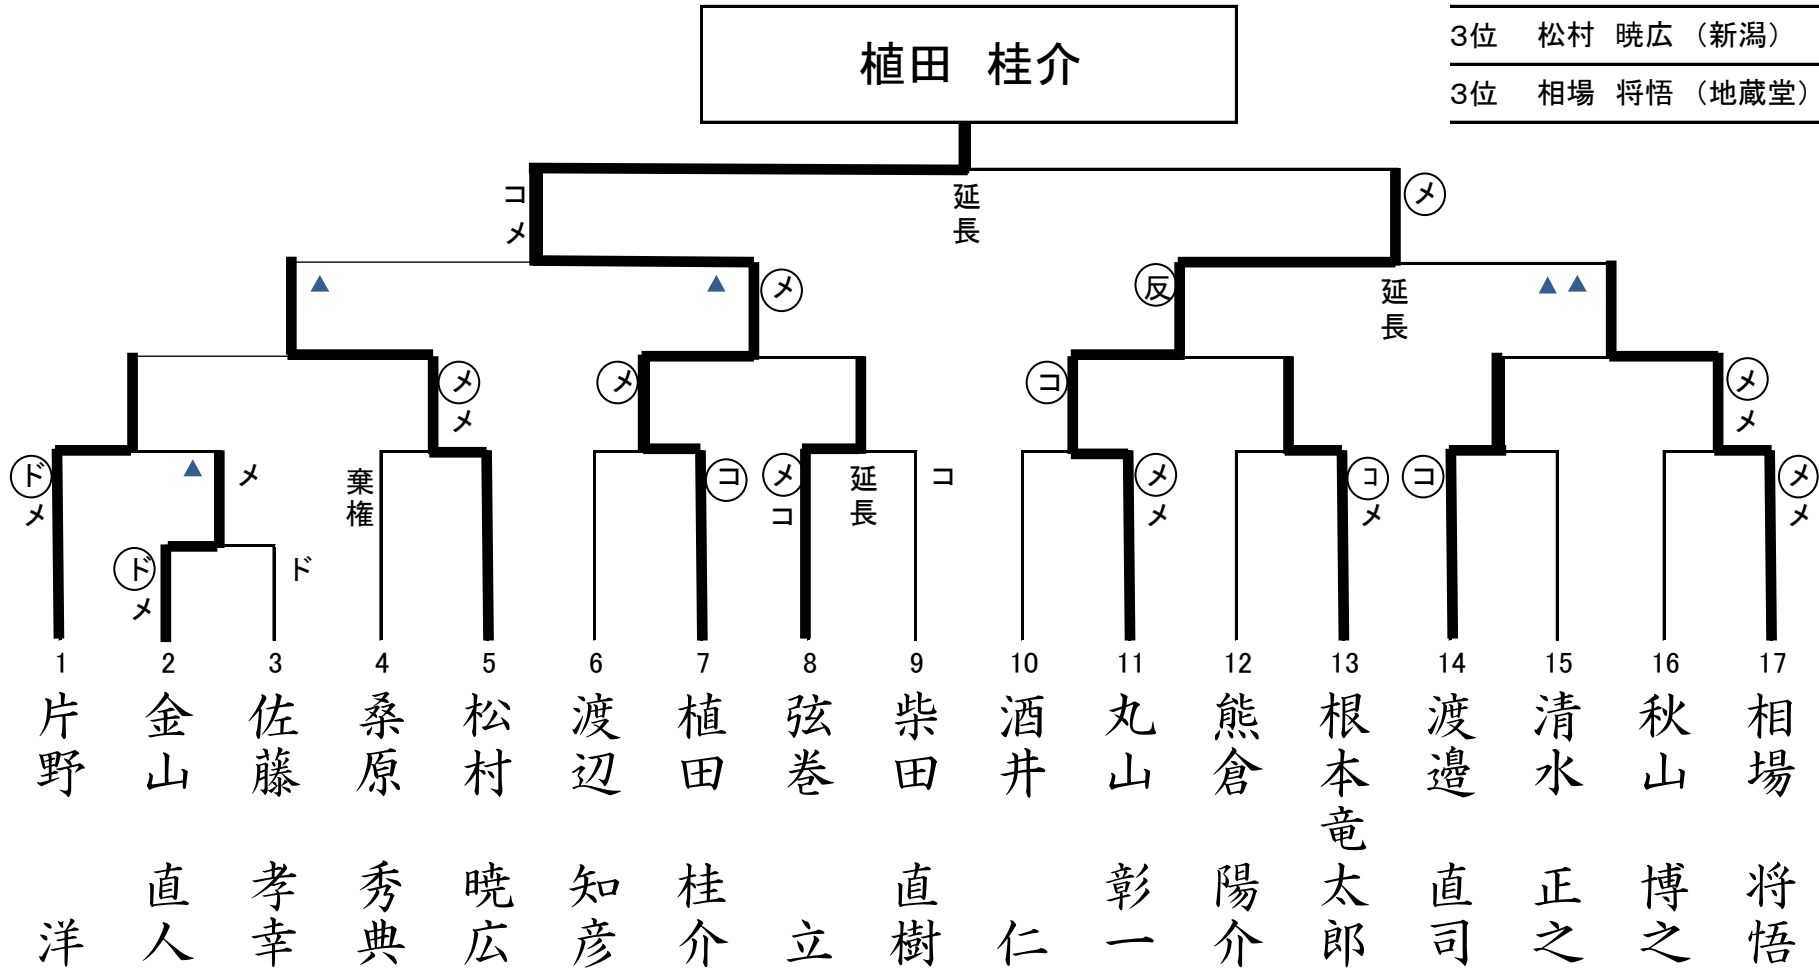 植田 桂介
3位 松村 暁広 （新潟）
3位 相場 将悟 （地蔵堂）
コ
メ
延長
メ
▲
▲
メ
反
延長
▲▲
メ
メ
メ
コ
メ
メ
ド
メ
▲
メ
棄権
コ
メ
コ
延長
コ
メ
メ
コ
メ
コ
メ
メ
ド
メ
ド
1 2 3 4 5 6 7 8 9 10 11 12 13 14 15 16 17
片野 洋
金山 直人
佐藤 孝幸
桑原 秀典
松村 暁広
渡辺 知彦
植田 桂介
弦巻 立
柴田 直樹
酒井 仁
丸山 彰一
熊倉 陽介
根本竜太郎
渡邉 直司
清水 正之
秋山 博之
相場 将悟